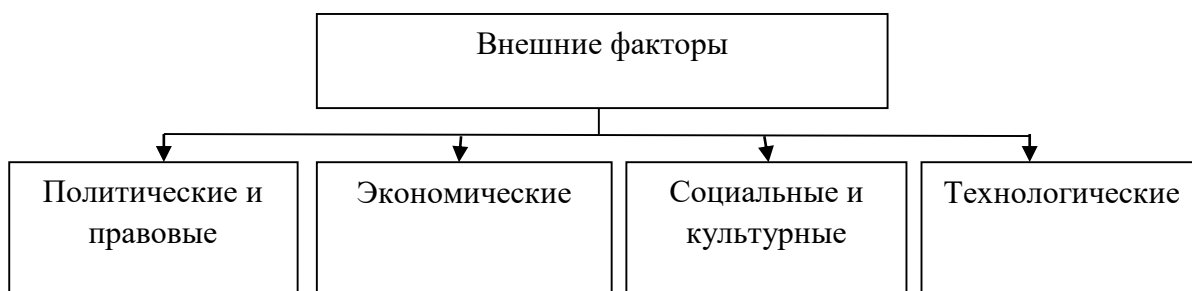 Внешние факторы
Политические и
правовые
Экономические
Социальные и
культурные
Технологические